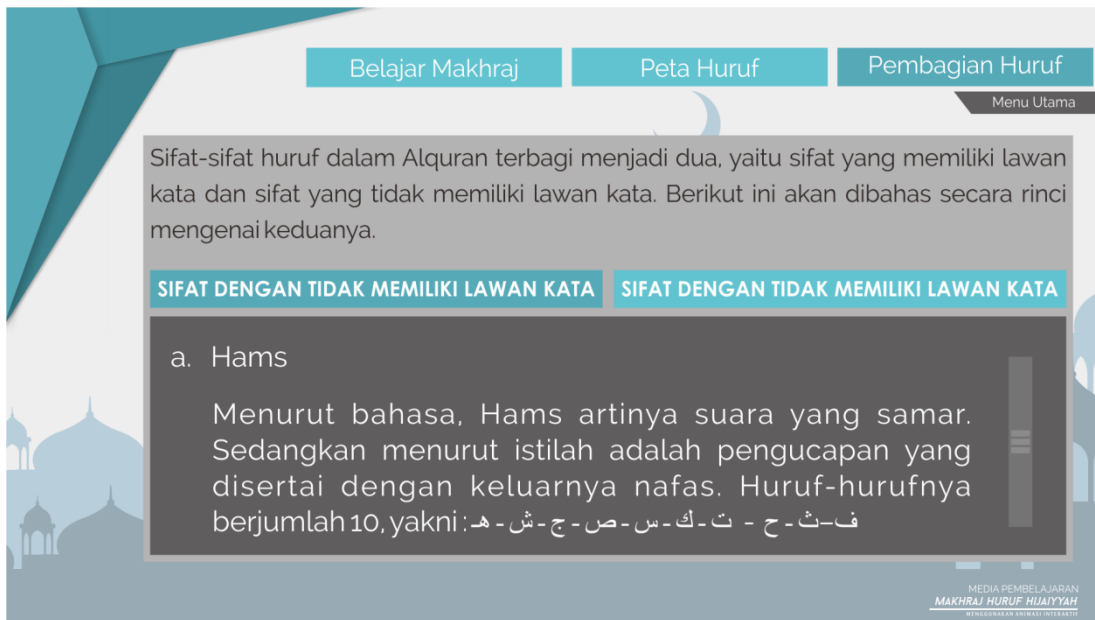 Belajar Makhraj
Peta Huruf
Pembagian Huruf
Menu Utama
Sifat-sifat huruf dalam Alquran terbagi menjadi dua, yaitu sifat yang memiliki lawan
kata dan sifat yang tidak memiliki lawan kata. Berikut ini akan dibahas secara rinci
mengenai keduanya.
SIFAT DENGAN TIDAK MEMILIKI LAWAN KATA
SIFAT DENGAN TIDAK MEMILIKI LAWAN KATA
a. Hams
Menurut bahasa, Hams artinya suara yang samar.
Sedangkan menurut istilah adalah pengucapan yang
disertai dengan keluarnya nafas. Huruf-hurufnya
berjumlah 10, yakni : ف–ث-ح - ت-ك-س-ص-ج-ش-هـ
MEDIA PEMBELAJARAN
MAKHRAJ HURUF HIJAIYYAH
MENGGUNAKAN ANIMASI INTERAKTIF